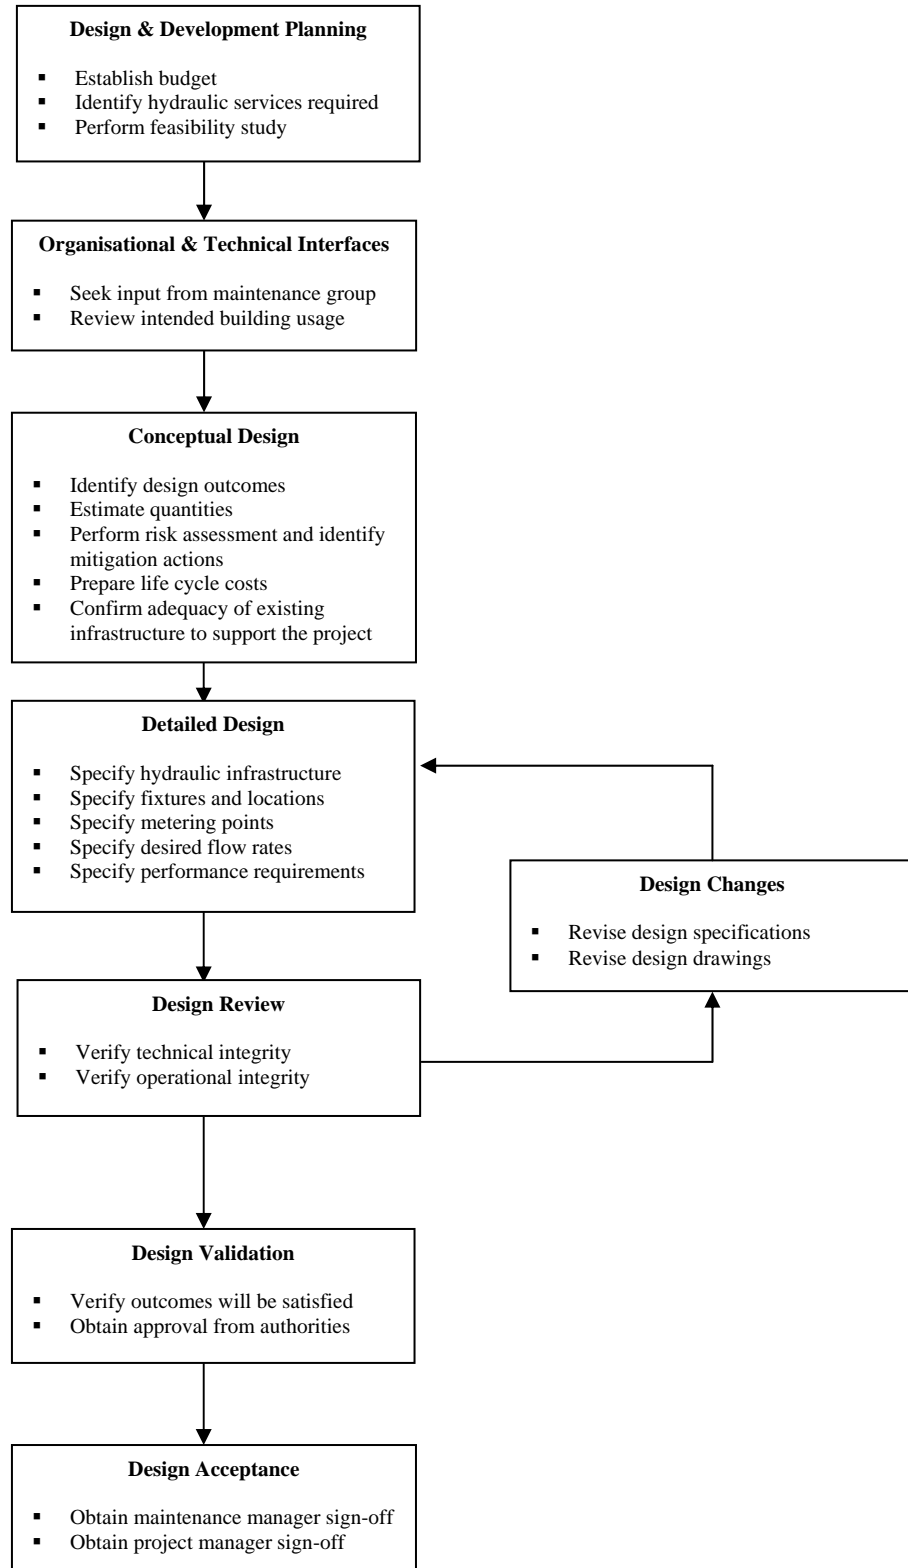 Design & Development Planning
▪ Establish budget
▪ Identify hydraulic services required
▪ Perform feasibility study
Organisational & Technical Interfaces
▪ Seek input from maintenance group
▪ Review intended building usage
Conceptual Design
▪ Identify design outcomes
▪ Estimate quantities
▪ Perform risk assessment and identify
mitigation actions
▪ Prepare life cycle costs
▪ Confirm adequacy of existing
infrastructure to support the project
Detailed Design
▪ Specify hydraulic infrastructure
▪ Specify fixtures and locations
▪ Specify metering points
▪ Specify desired flow rates
▪ Specify performance requirements
Design Changes
▪ Revise design specifications
▪ Revise design drawings
Design Review
▪ Verify technical integrity
▪ Verify operational integrity
Design Validation
▪ Verify outcomes will be satisfied
▪ Obtain approval from authorities
Design Acceptance
▪ Obtain maintenance manager sign-off
▪ Obtain project manager sign-off